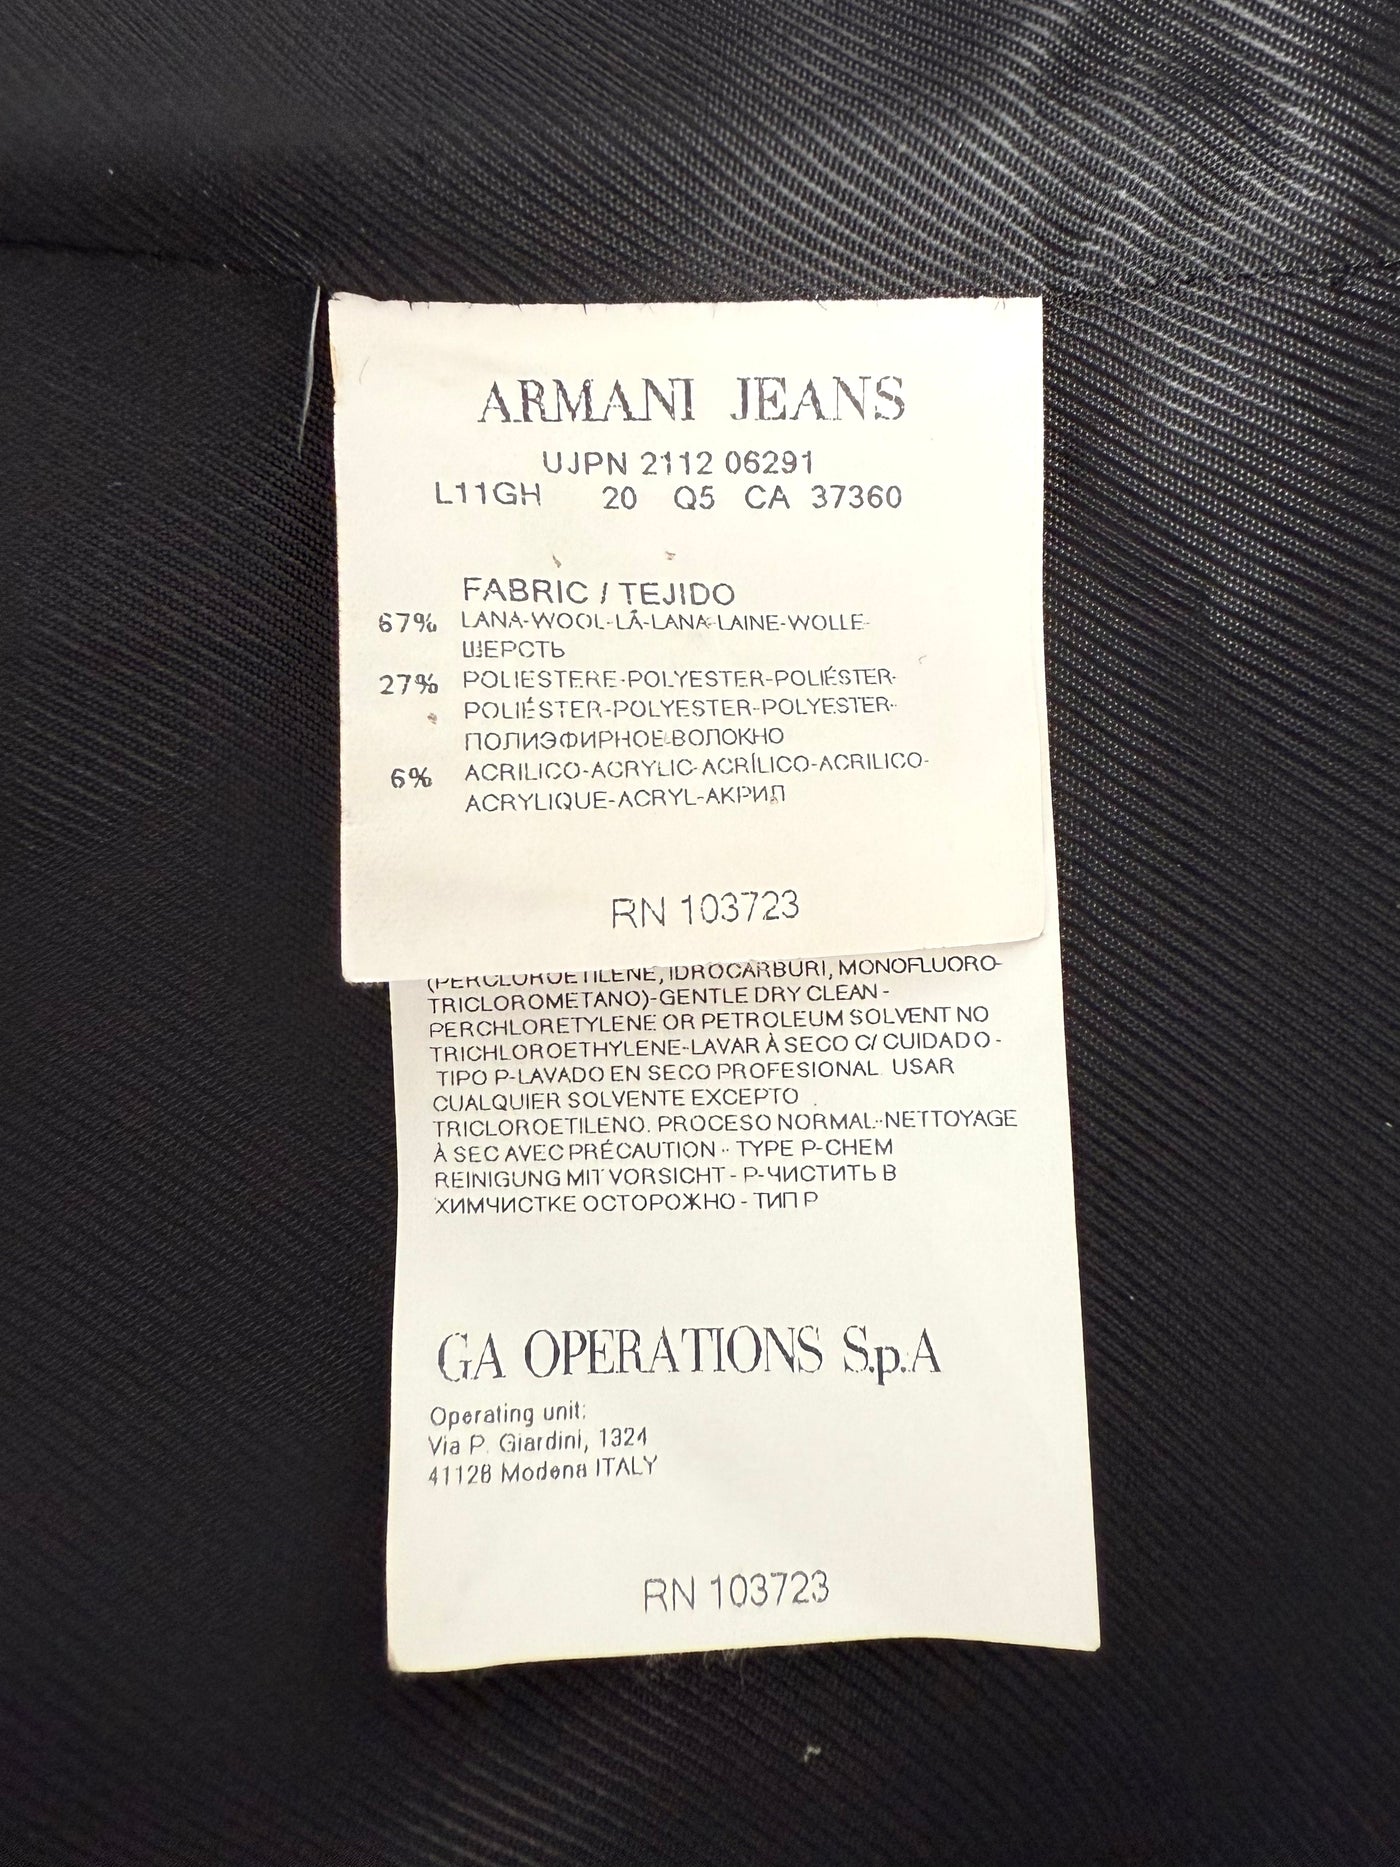 ARMANI JEANS
UJPN 2112 06291
L11GH 20 Q5 CA 37360
FABRIC / TEJIDO
67% LANA-WOOL-LÃ-LANA-LAINE-WOLLE-
ШЕРСТЬ
27% POLIESTERE-POLYESTER-POLIÉSTER-
POLIÉSTER-POLYESTER-POLYESTER-
ПОЛИЭФИРНОЕ-ВОЛОКНО
6% ACRILICO-ACRYLIC-ACRÍLICO-ACRILICO-
ACRYLIQUE-ACRYL-АКРИЛ
RN 103723
(PERCLOROETILENE, IDROCARBURI, MONOFLUORO-
TRICLOROMETANO)-GENTLE DRY CLEAN -
PERCHLORETYLENE OR PETROLEUM SOLVENT NO
TRICHLOROETHYLENE-LAVAR À SECO C/ CUIDADO -
TIPO P-LAVADO EN SECO PROFESIONAL. USAR
CUALQUIER SOLVENTE EXCEPTO
TRICLOROETILENO. PROCESO NORMAL.-NETTOYAGE
À SEC AVEC PRÉCAUTION - TYPE P-CHEM
REINIGUNG MIT VORSICHT - P-ЧИСТИТЬ В
ХИМЧИСТКЕ ОСТОРОЖНО - ТИП P
GA OPERATIONS S.p.A
Operating unit:
Via P. Giardini, 1324
41128 Modena ITALY
RN 103723